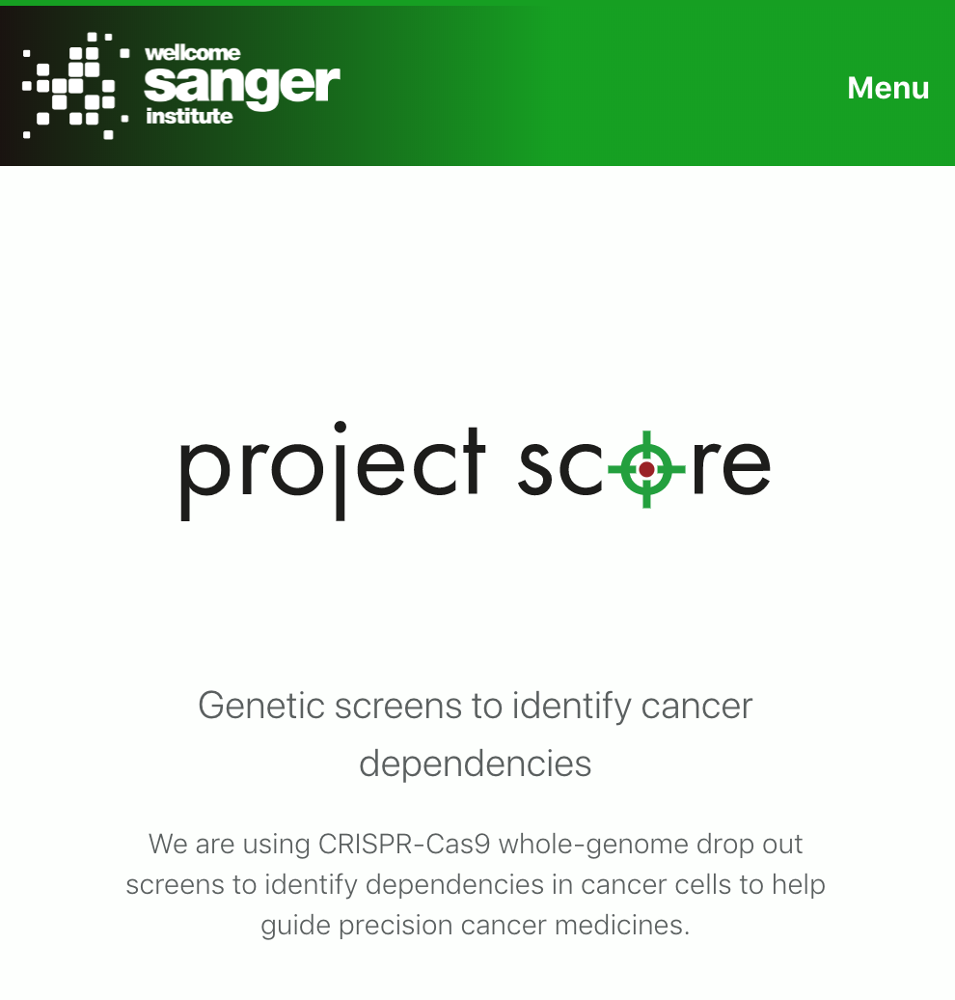 wellcome
sanger
institute
Menu
project score
Genetic screens to identify cancer
dependencies
We are using CRISPR-Cas9 whole-genome drop out
screens to identify dependencies in cancer cells to help
guide precision cancer medicines.